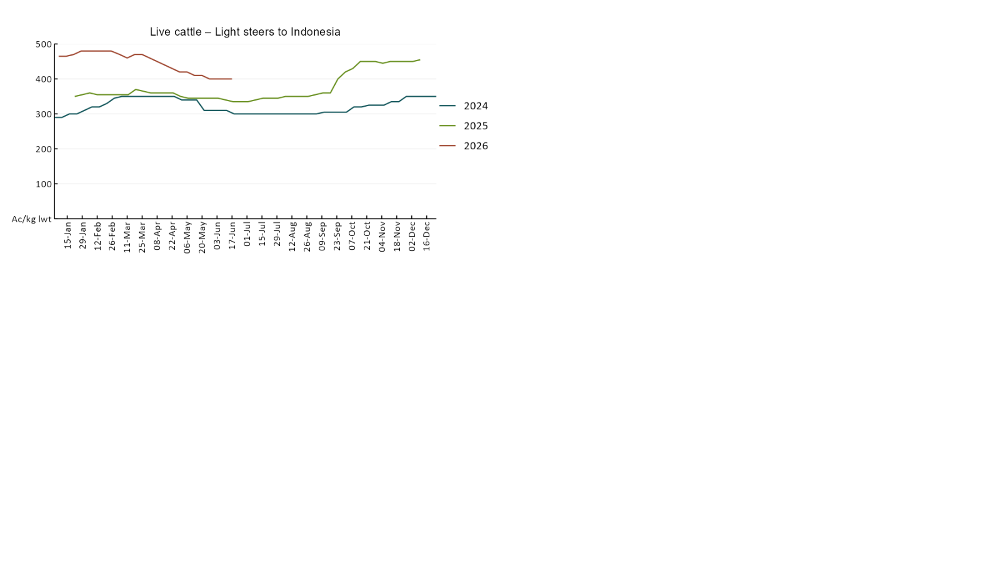 Live cattle – Light steers to Indonesia
500
400
300
200
100
Ac/kg lwt
15-Jan
29-Jan
12-Feb
26-Feb
11-Mar
25-Mar
08-Apr
22-Apr
06-May
20-May
03-Jun
17-Jun
01-Jul
15-Jul
29-Jul
12-Aug
26-Aug
09-Sep
23-Sep
07-Oct
21-Oct
04-Nov
18-Nov
02-Dec
16-Dec
2024
2025
2026